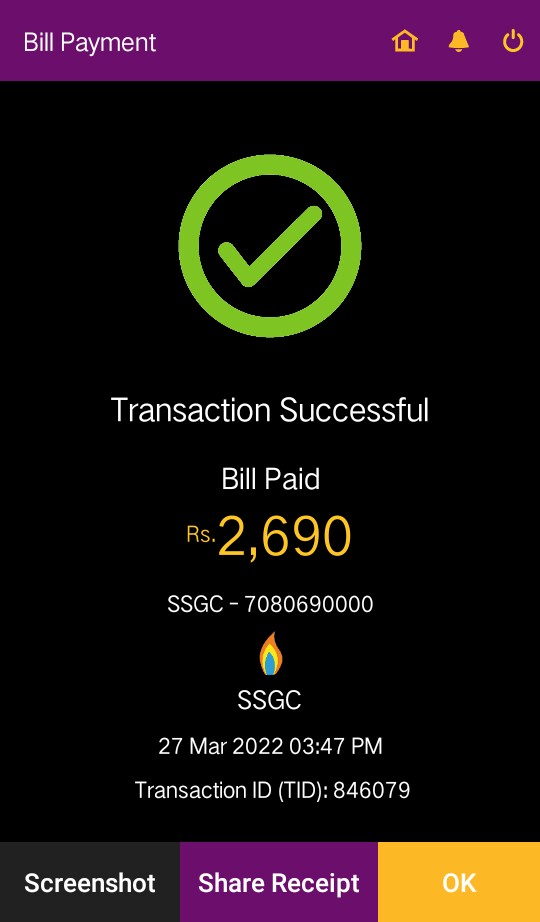 Bill Payment
Transaction Successful
Bill Paid
Rs.2,690
SSGC - 7080690000
SSGC
27 Mar 2022 03:47 PM
Transaction ID (TID): 846079
Screenshot
Share Receipt
OK